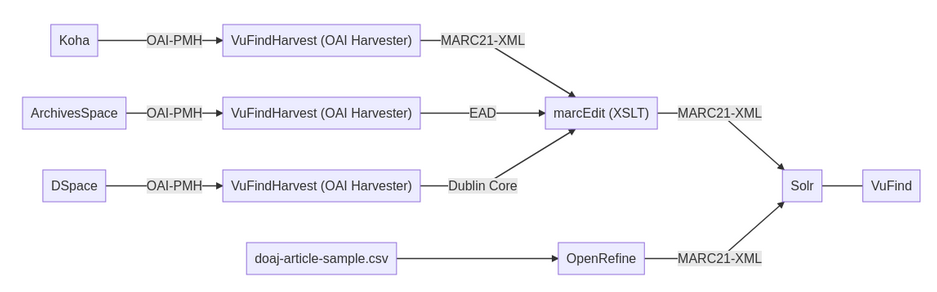 Koha OAI-PMH VuFindHarvest (OAI Harvester) MARC21-XML
ArchivesSpace OAI-PMH VuFindHarvest (OAI Harvester) EAD marcEdit (XSLT) MARC21-XML
DSpace OAI-PMH VuFindHarvest (OAI Harvester) Dublin Core Solr VuFind
doaj-article-sample.csv OpenRefine MARC21-XML